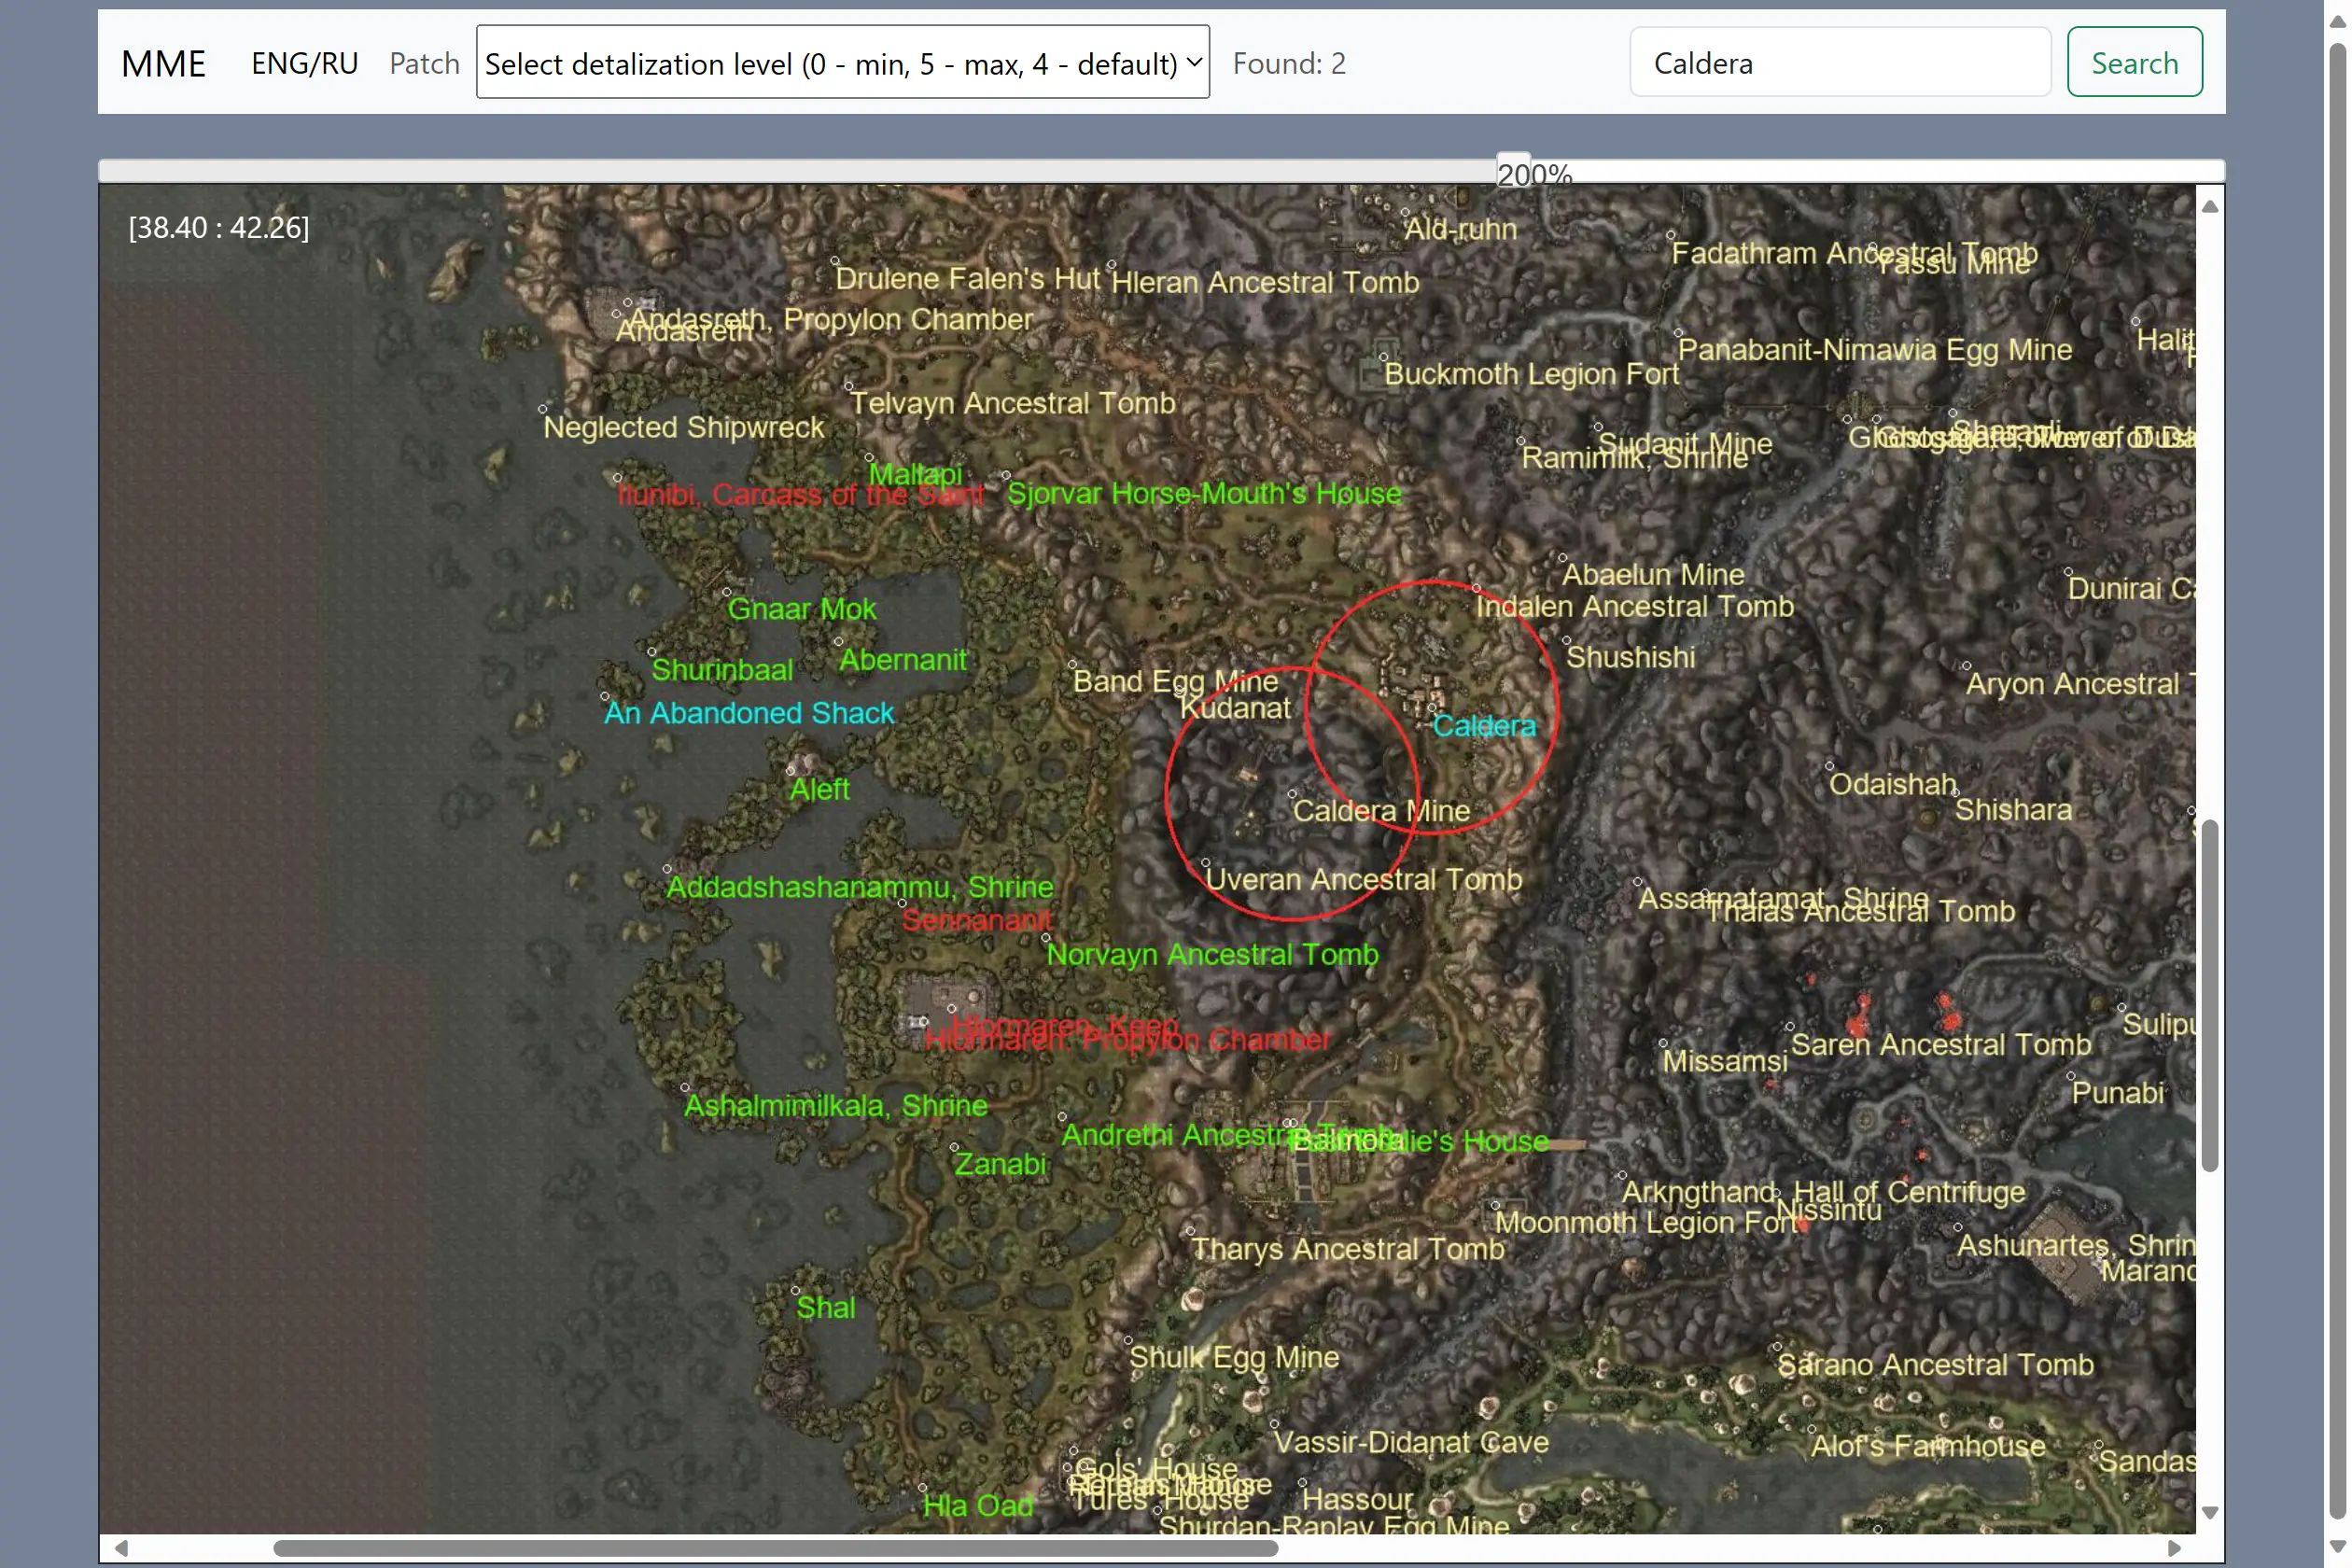 MME ENG/RU Patch Select detalization level (0 - min, 5 - max, 4 - default) Found: 2 Caldera Search
200%
[38.40 : 42.26]
Ald-ruhn
Fadathram Ancestral Tomb
Yassu Mine
Drulene Falen's Hut
Hleran Ancestral Tomb
Andasreth, Propylon Chamber
Andasreth
Halit
Panabanit-Nimawia Egg Mine
Buckmoth Legion Fort
Telvayn Ancestral Tomb
Neglected Shipwreck
Sudanit Mine
Ramimilk, Shrine
Mallapi
Ilunibi, Carcass of the Saint
Sjorvar Horse-Mouth's House
Abaelun Mine
Dunirai Ca
Indalen Ancestral Tomb
Gnaar Mok
Shushishi
Abernanit
Shurinbaal
Band Egg Mine
Aryon Ancestral T
Kudanat
An Abandoned Shack
Caldera
Odaishah
Aleft
Shishara
Caldera Mine
Uveran Ancestral Tomb
Addadshashanammu, Shrine
Assarnatamat, Shrine
Thalas Ancestral Tomb
Sennananit
Norvayn Ancestral Tomb
Sulipu
Hlormaren, Keep
Hlormaren, Propylon Chamber
Saren Ancestral Tomb
Missamsi
Punabi
Ashalmimilkala, Shrine
Andrethi Ancestral Tomb
Balmora
House
Zanabi
Arkngthand, Hall of Centrifuge
Nissintu
Moonmoth Legion Fort
Tharys Ancestral Tomb
Ashunartes, Shrin
Marand
Shal
Shulk Egg Mine
Sarano Ancestral Tomb
Vassir-Didanat Cave
Alof's Farmhouse
Sandas
Gols' House
Tures' House
Hassour
Hla Oad
Shurdan-Raplay Egg Mine